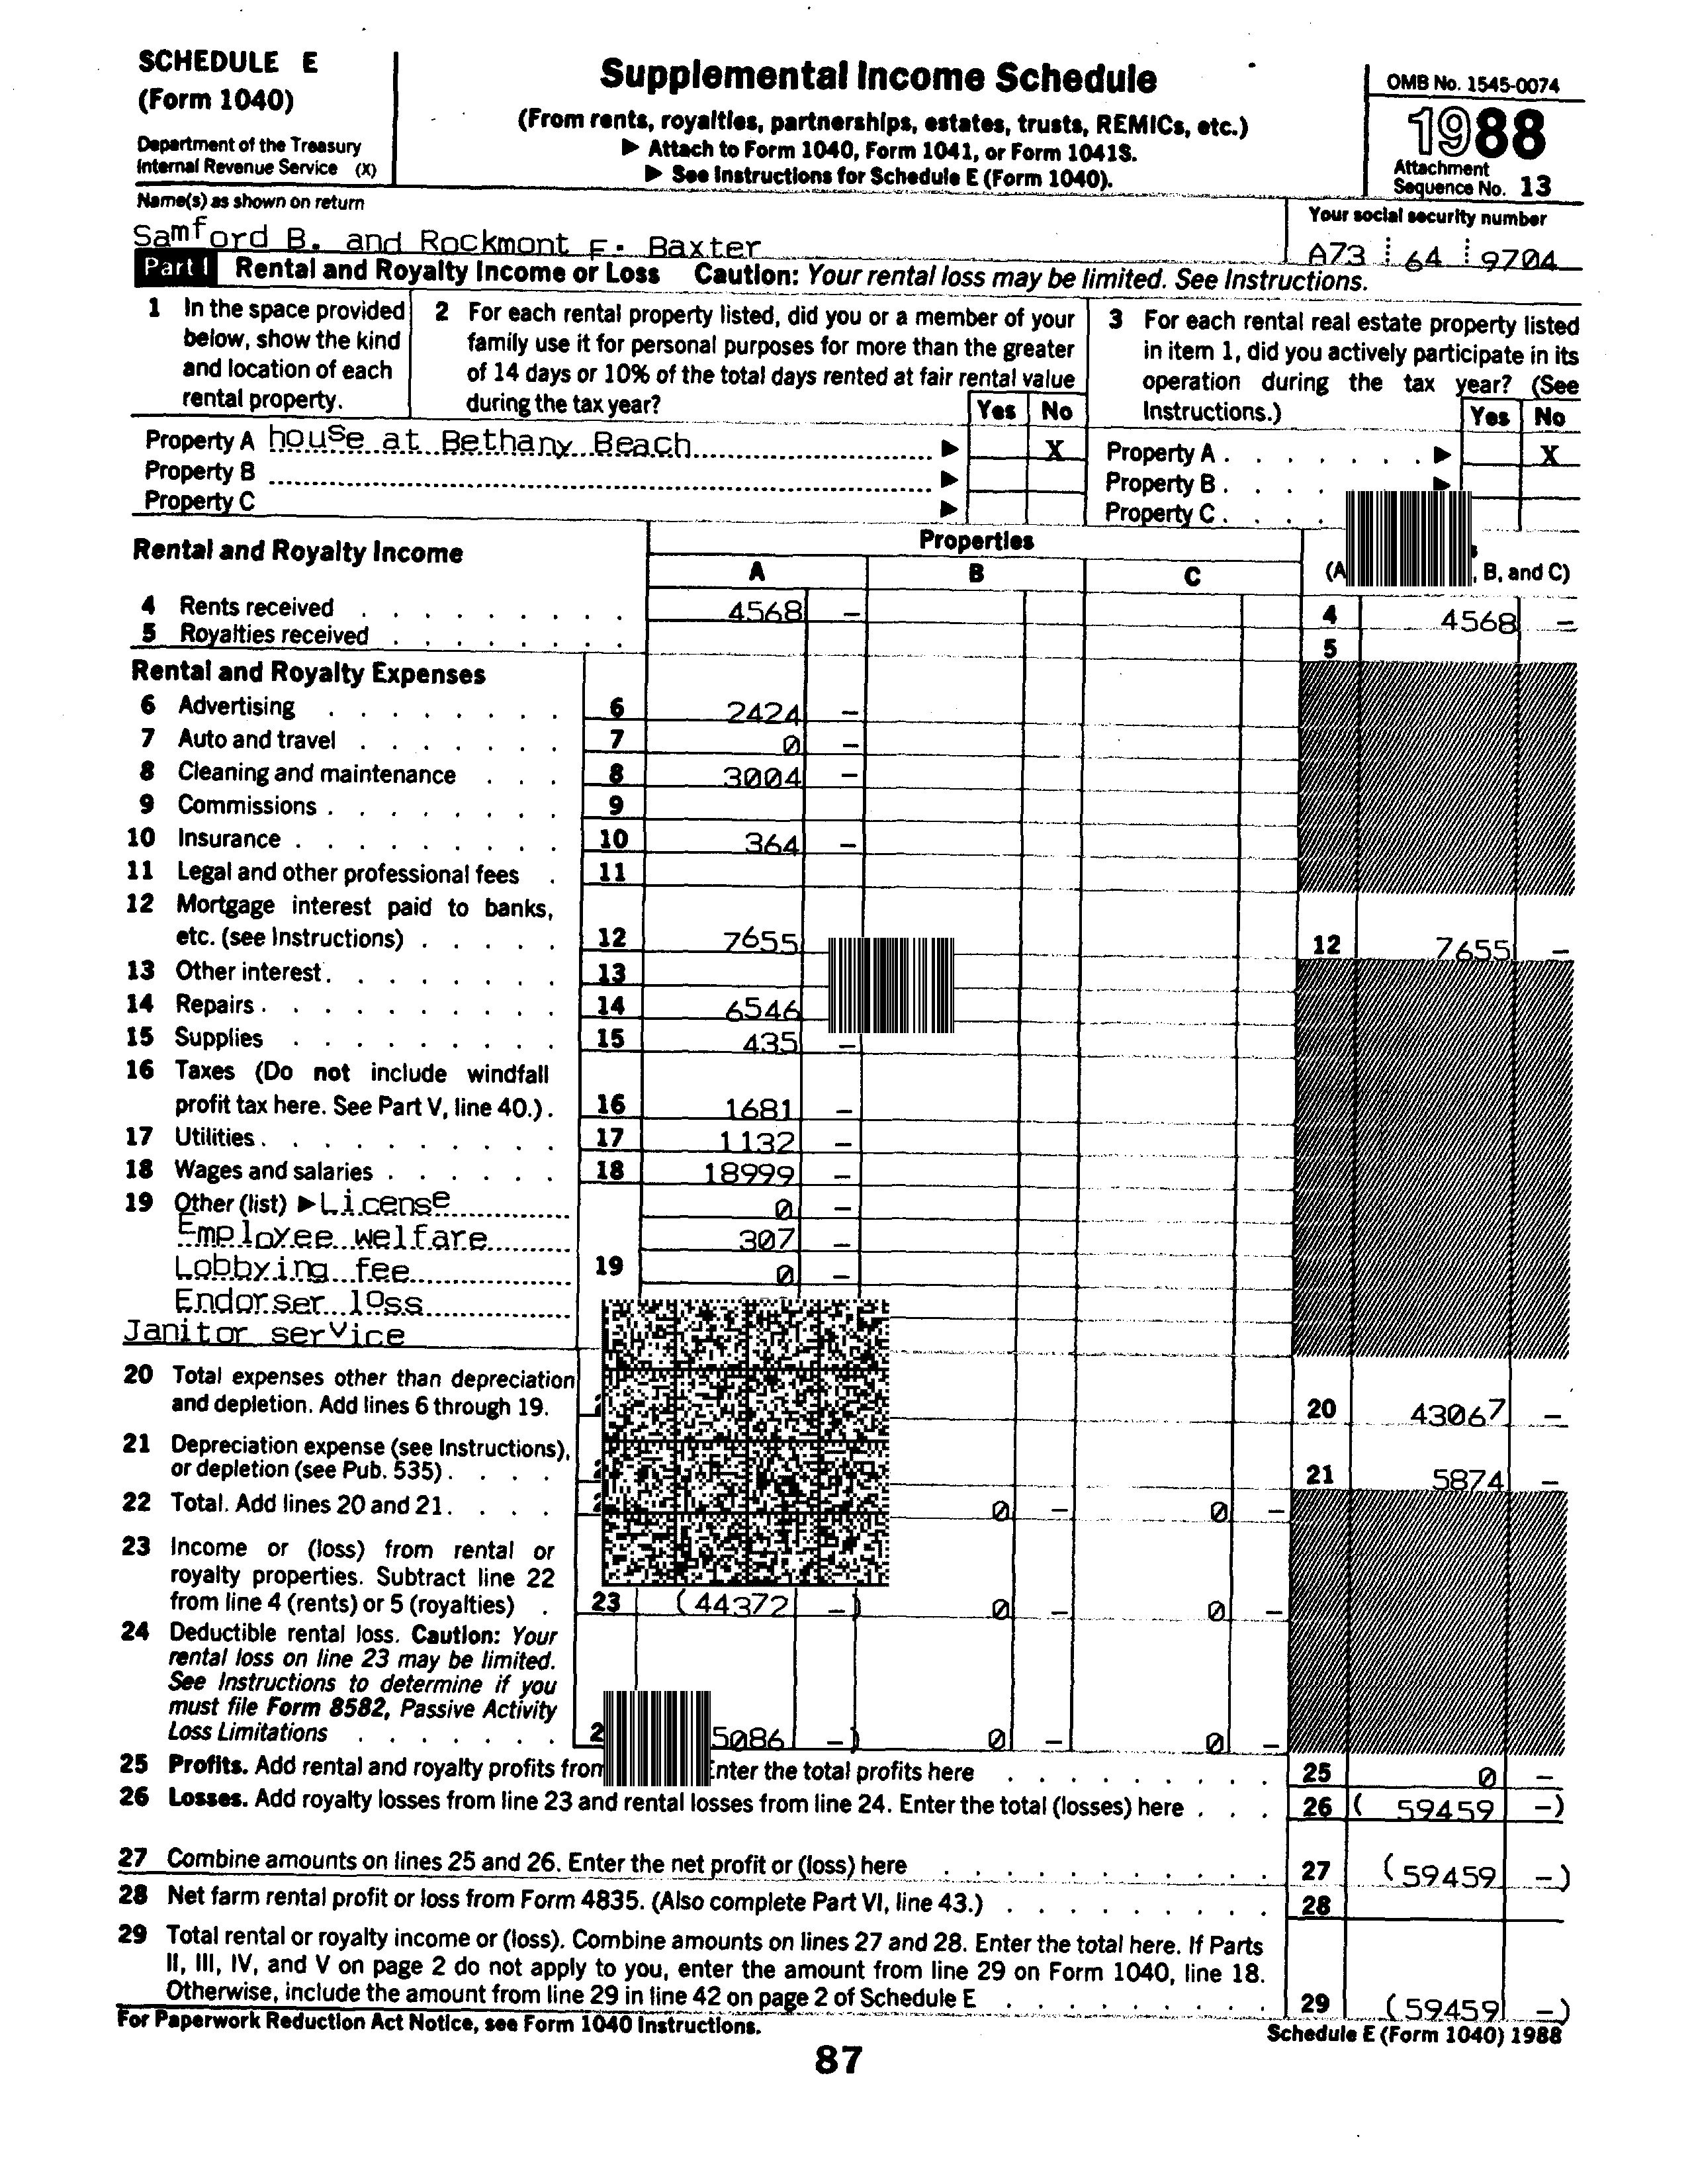 SCHEDULE E
(Form 1040)
Department of the Treasury
Internal Revenue Service (X)
Supplemental Income Schedule
(From rents, royalties, partnerships, estates, trusts, REMICs, etc.)
▶ Attach to Form 1040, Form 1041, or Form 1041S.
▶ See Instructions for Schedule E (Form 1040).
OMB No. 1545-0074
1988
Attachment
Sequence No. 13
Name(s) as shown on return
Samford B. and Rockmont F. Baxter
Your social security number
A73 64 9704
Part I Rental and Royalty Income or Loss Caution: Your rental loss may be limited. See Instructions.
1 In the space provided
below, show the kind
and location of each
rental property.
2 For each rental property listed, did you or a member of your
family use it for personal purposes for more than the greater
of 14 days or 10% of the total days rented at fair rental value
during the tax year?
Yes No
3 For each rental real estate property listed
in item 1, did you actively participate in its
operation during the tax year? (See
Instructions.)
Yes No
Property A house at Bethany Beach ▶ X
Property B ▶
Property C ▶
Property A . . . . . . . ▶ X
Property B . . . . ▶
Property C . . . .
Rental and Royalty Income
Properties
A B C
(A , B, and C)
4 Rents received . . . . . . . . 4568 – 4 4568 –
5 Royalties received . . . . . . . 5
Rental and Royalty Expenses
6 Advertising . . . . . . . . 6 2424 –
7 Auto and travel . . . . . . . 7 0 –
8 Cleaning and maintenance . . . 8 3004 –
9 Commissions . . . . . . . . 9
10 Insurance . . . . . . . . . 10 364 –
11 Legal and other professional fees . 11
12 Mortgage interest paid to banks,
etc. (see Instructions) . . . . . 12 7655 12 7655 –
13 Other interest . . . . . . . . 13
14 Repairs . . . . . . . . . . 14 6546
15 Supplies . . . . . . . . . 15 435 –
16 Taxes (Do not include windfall
profit tax here. See Part V, line 40.) . 16 1681 –
17 Utilities . . . . . . . . . . 17 1132 –
18 Wages and salaries . . . . . . 18 18999 –
19 Other (list) ▶ License 0 –
Employee welfare 307 –
Lobbying fee 19 0 –
Endorser loss
Janitor service
20 Total expenses other than depreciation
and depletion. Add lines 6 through 19. 20 43067 –
21 Depreciation expense (see Instructions),
or depletion (see Pub. 535) . . . . 21 5874 –
22 Total. Add lines 20 and 21 . . . . 0 – 0 –
23 Income or (loss) from rental or
royalty properties. Subtract line 22
from line 4 (rents) or 5 (royalties) . 23 (44372 –) 0 – 0 –
24 Deductible rental loss. Caution: Your
rental loss on line 23 may be limited.
See Instructions to determine if you
must file Form 8582, Passive Activity
Loss Limitations . . . . . . . 5086 –) 0 – 0 –
25 Profits. Add rental and royalty profits from Enter the total profits here . . . . . . . . . 25 0 –
26 Losses. Add royalty losses from line 23 and rental losses from line 24. Enter the total (losses) here . . . 26 ( 59459 –)
27 Combine amounts on lines 25 and 26. Enter the net profit or (loss) here . . . . . . . . . . . 27 (59459 –)
28 Net farm rental profit or loss from Form 4835. (Also complete Part VI, line 43.) . . . . . . . . . 28
29 Total rental or royalty income or (loss). Combine amounts on lines 27 and 28. Enter the total here. If Parts
II, III, IV, and V on page 2 do not apply to you, enter the amount from line 29 on Form 1040, line 18.
Otherwise, include the amount from line 29 in line 42 on page 2 of Schedule E . . . . . . . . . 29 (59459 –)
For Paperwork Reduction Act Notice, see Form 1040 Instructions.
Schedule E (Form 1040) 1988
87